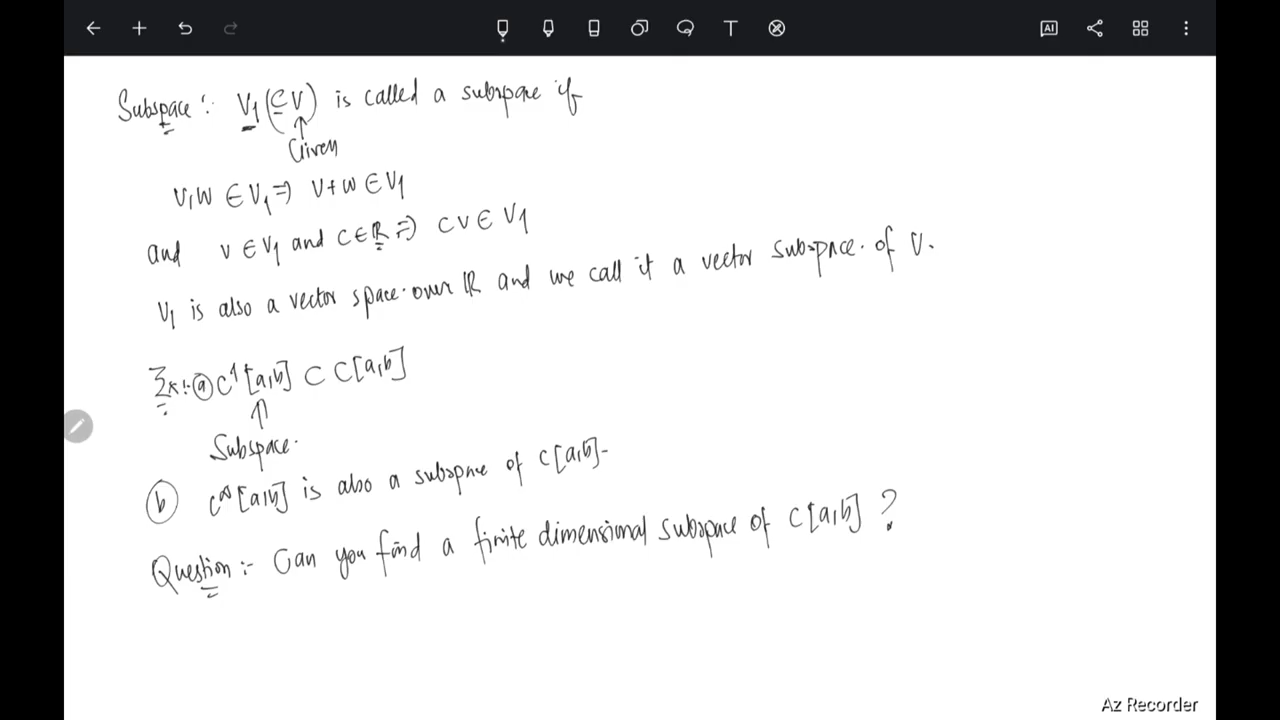 Subspace :- V₁(⊂V) is called a subspace if
Given
v,w ∈ V₁ ⇒ v+w ∈ V₁
and v ∈ V₁ and c ∈ ℝ ⇒ cv ∈ V₁
V₁ is also a vector space over ℝ and we call it a vector subspace of V.
Ex:- (a) C¹[a,b] ⊂ C[a,b]
↑
Subspace.
(b) C^∞[a,b] is also a subspace of C[a,b].
Question :- Can you find a finite dimensional subspace of C[a,b] ?
AI
T
Az Recorder